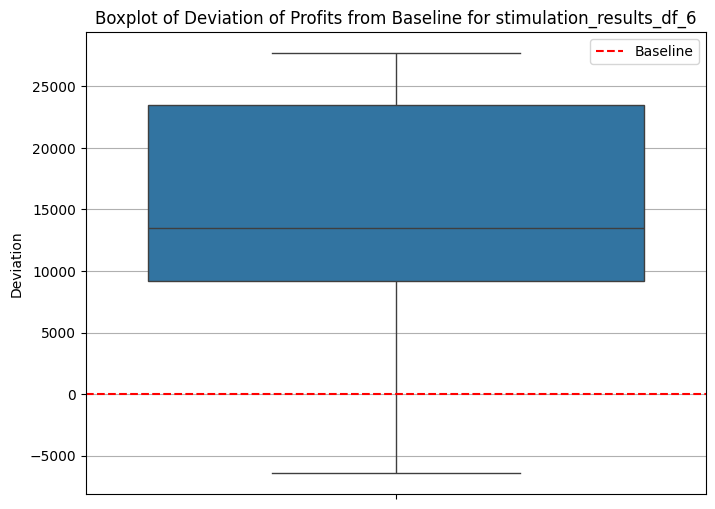 Boxplot of Deviation of Profits from Baseline for stimulation_results_df_6
Baseline
25000
20000
15000
10000
5000
0
−5000
Deviation